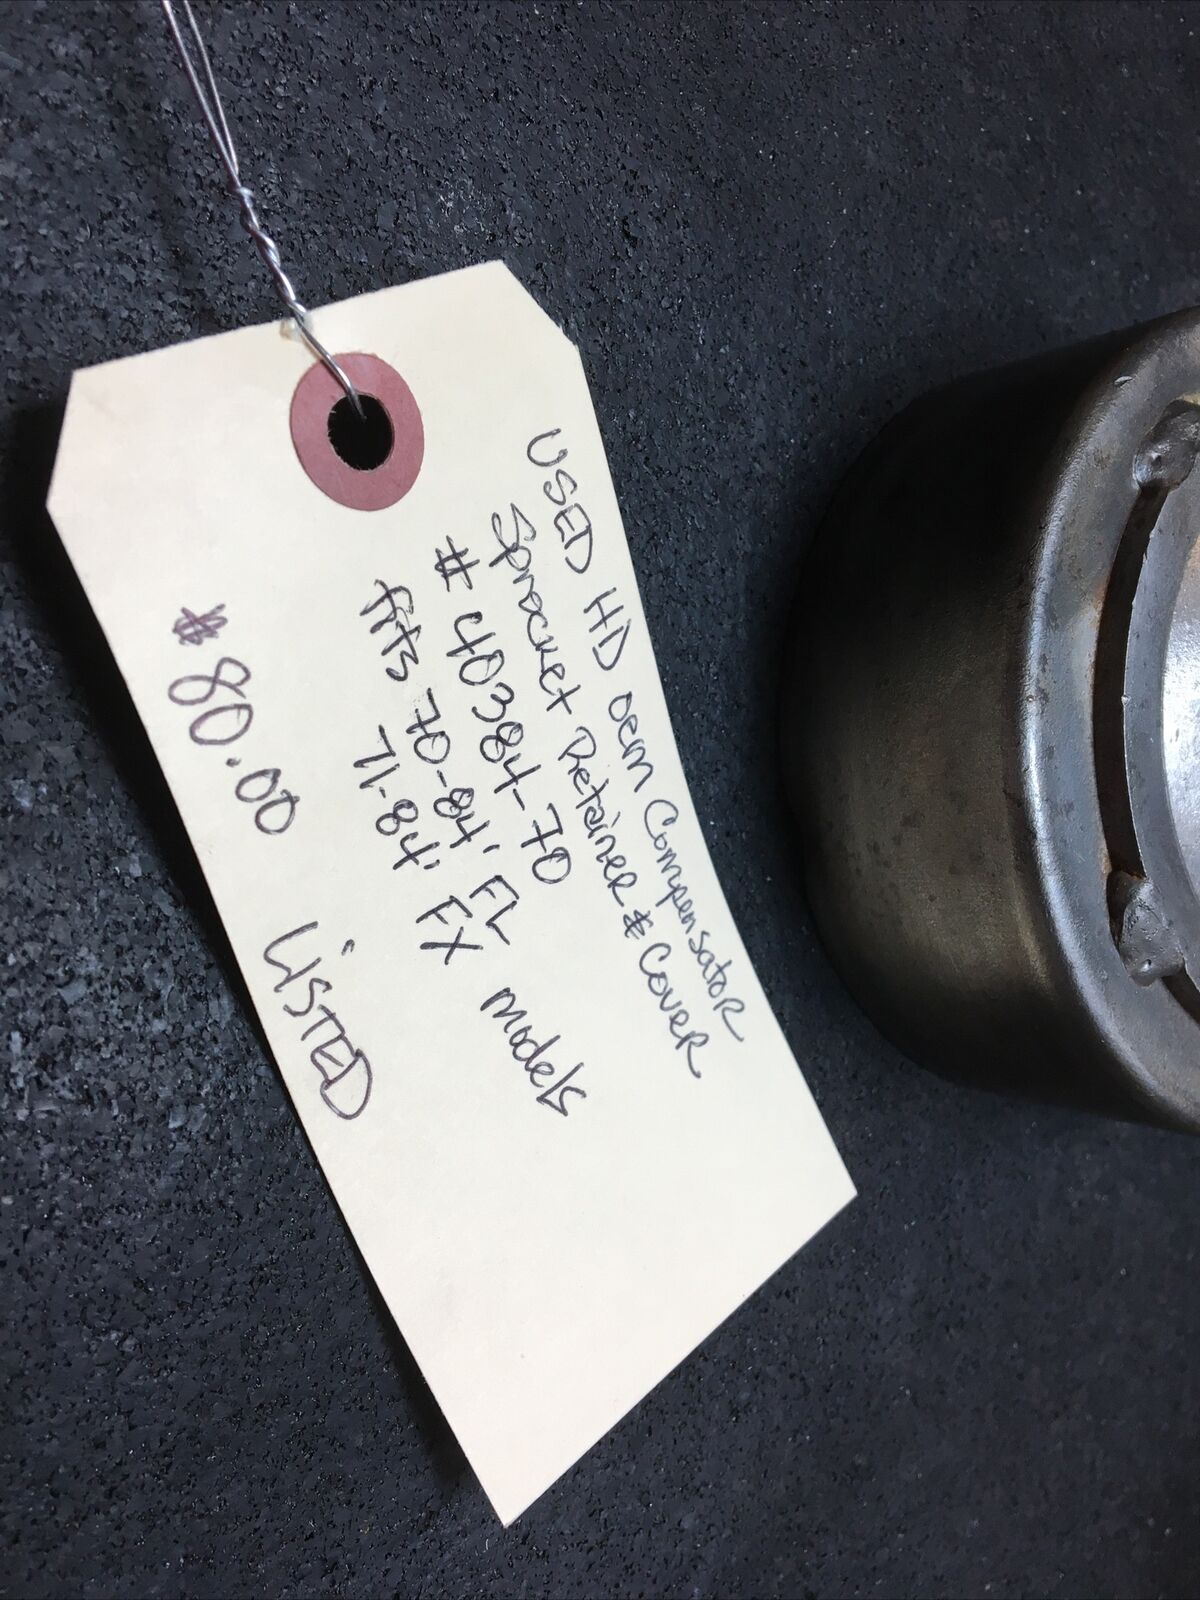 USED HD OEM Compensator
Sprocket Retainer & Cover
# 40384-70
fits 70-84' FL
71-84' FX models
$80.00 LiSTED